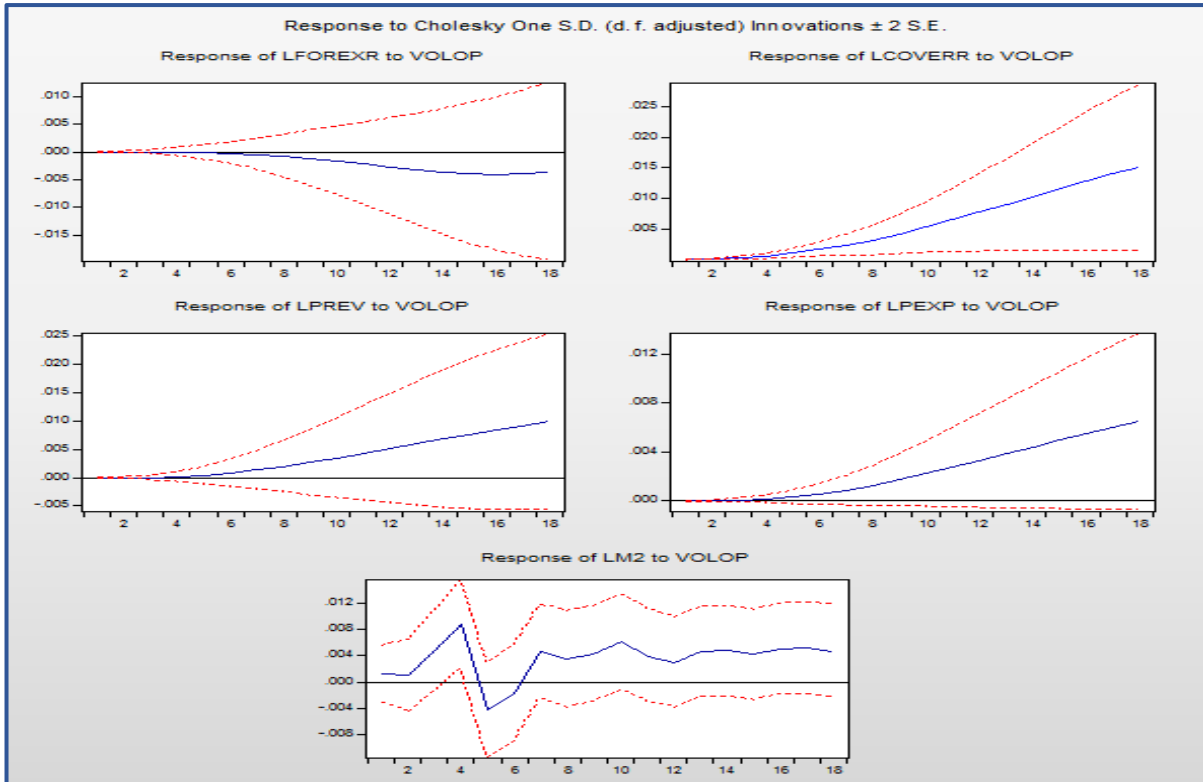 Response to Cholesky One S.D. (d.f. adjusted) Innovations ± 2 S.E.
Response of LFOREXR to VOLOP
.010
.005
.000
-.005
-.010
-.015
2 4 6 8 10 12 14 16 18
Response of LCOVERR to VOLOP
.025
.020
.015
.010
.005
2 4 6 8 10 12 14 16 18
Response of LPREV to VOLOP
.025
.020
.015
.010
.005
.000
-.005
2 4 6 8 10 12 14 16 18
Response of LPEXP to VOLOP
.012
.008
.004
.000
2 4 6 8 10 12 14 16 18
Response of LM2 to VOLOP
.012
.008
.004
.000
-.004
-.008
2 4 6 8 10 12 14 16 18